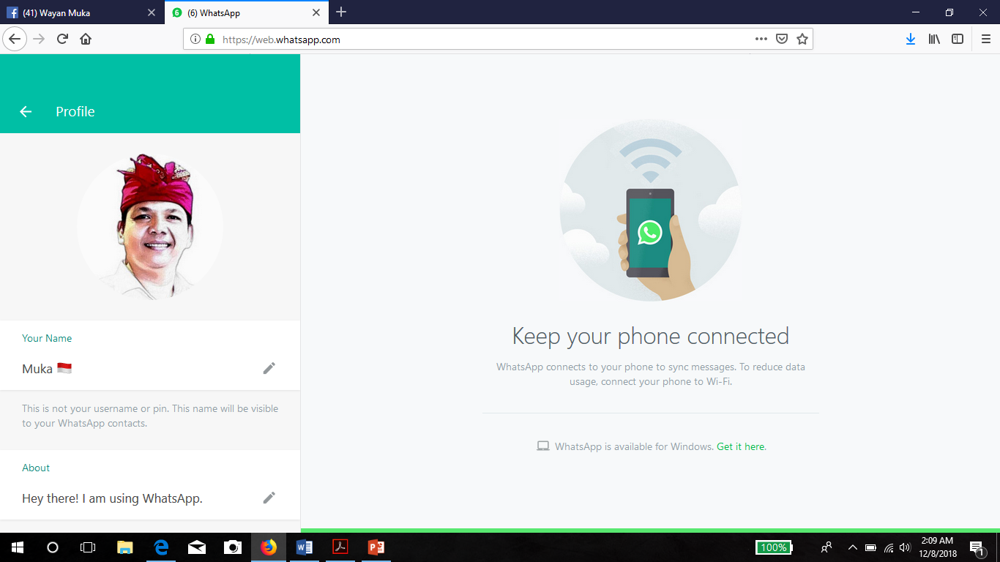 (41) Wayan Muka
6
(6) WhatsApp
https://web.whatsapp.com
Profile
Your Name
Muka 🇮🇩
This is not your username or pin. This name will be visible
to your WhatsApp contacts.
About
Hey there! I am using WhatsApp.
Keep your phone connected
WhatsApp connects to your phone to sync messages. To reduce data
usage, connect your phone to Wi-Fi.
WhatsApp is available for Windows. Get it here.
100%
2:09 AM
12/8/2018
1